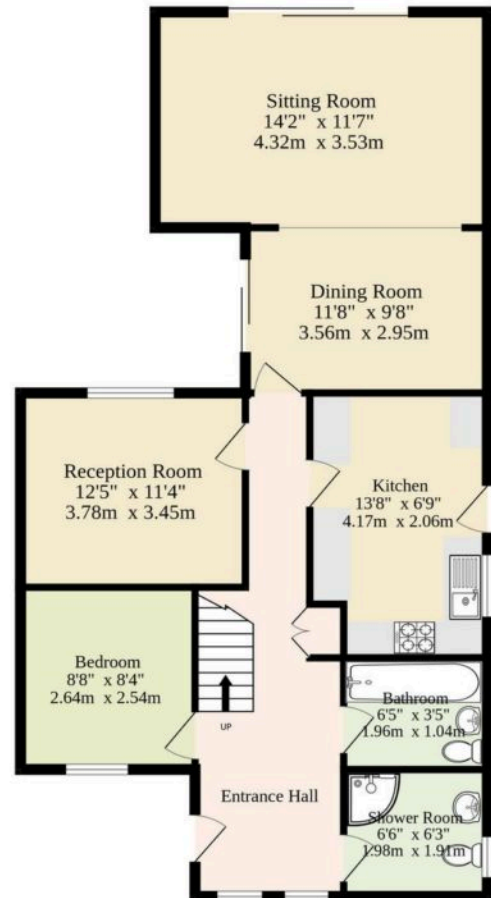 Sitting Room
14'2" x 11'7"
4.32m x 3.53m
Dining Room
11'8" x 9'8"
3.56m x 2.95m
Reception Room
12'5" x 11'4"
3.78m x 3.45m
Kitchen
13'8" x 6'9"
4.17m x 2.06m
Bedroom
8'8" x 8'4"
2.64m x 2.54m
UP
Bathroom
6'5" x 3'5"
1.96m x 1.04m
Entrance Hall
Shower Room
6'6" x 6'3"
1.98m x 1.91m